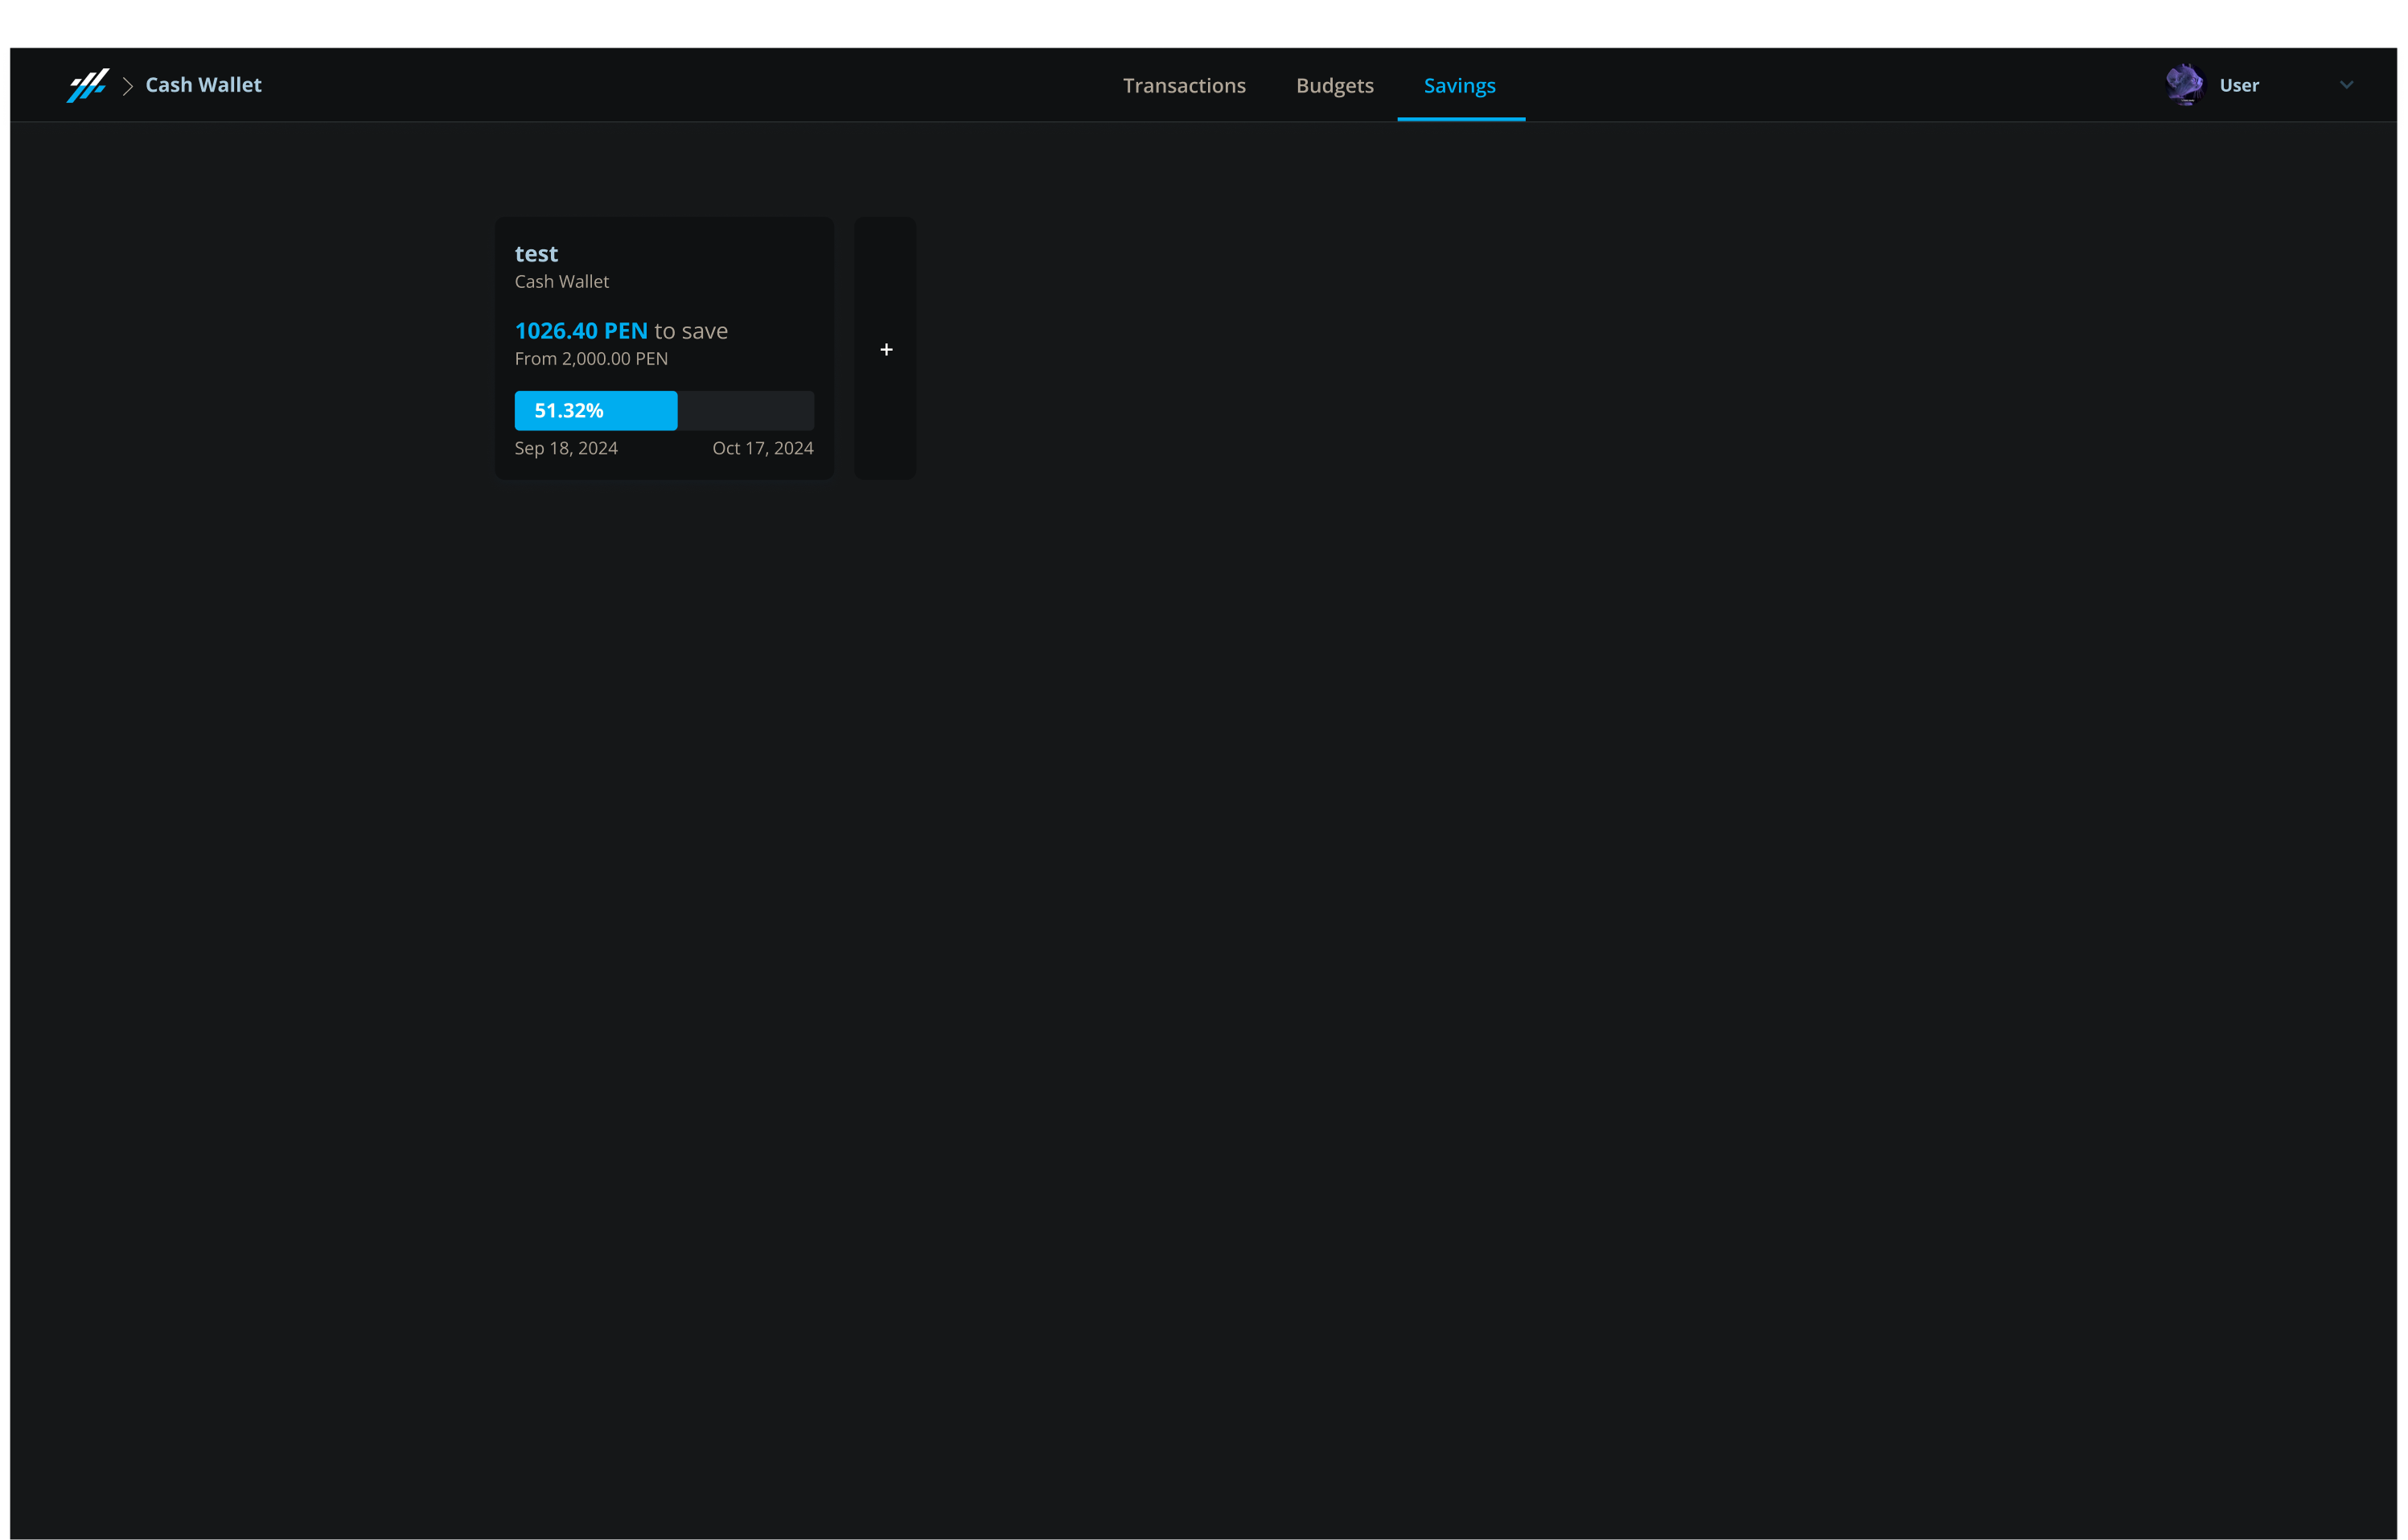 Cash Wallet
Transactions Budgets Savings
User
test
Cash Wallet
1026.40 PEN to save
From 2,000.00 PEN
+
51.32%
Sep 18, 2024 Oct 17, 2024